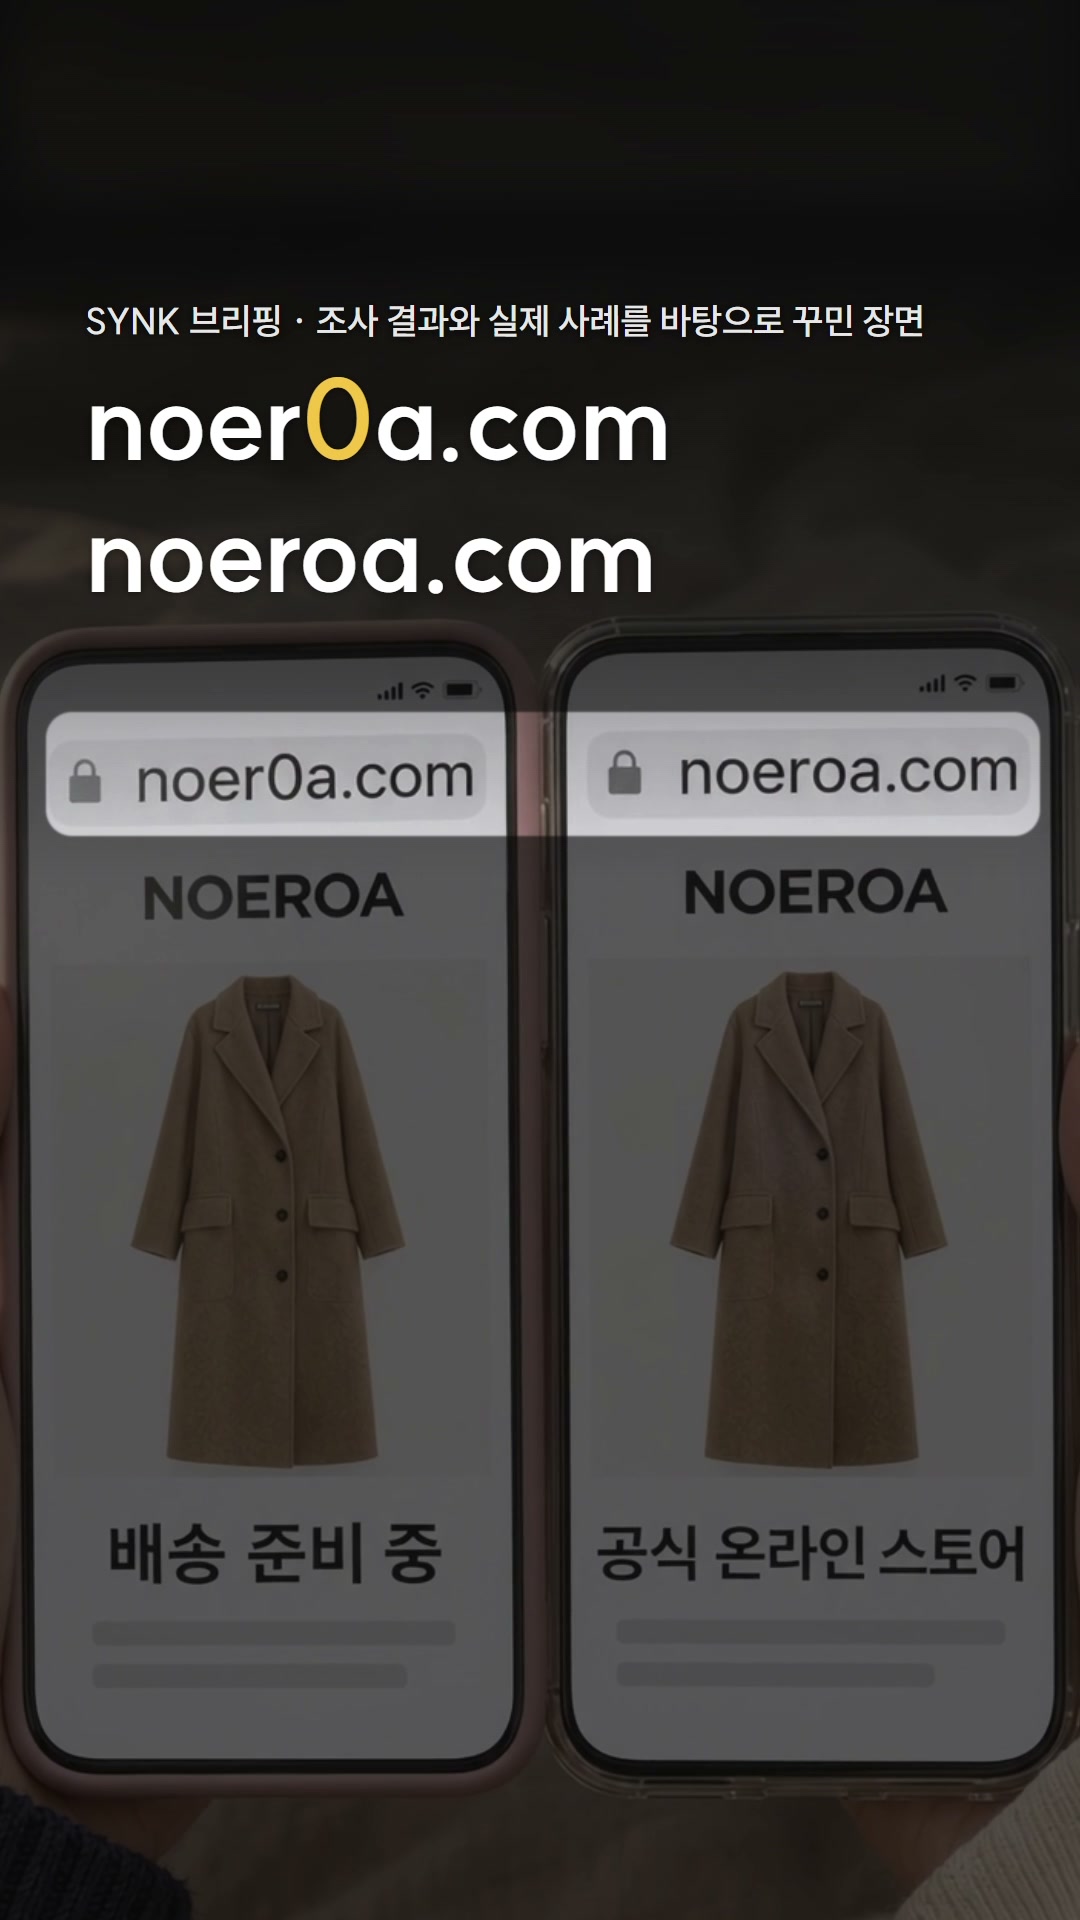 SYNK 브리핑 · 조사 결과와 실제 사례를 바탕으로 꾸민 장면
noer0a.com
noeroa.com
noer0a.com
NOEROA
배송 준비 중
noeroa.com
NOEROA
공식 온라인 스토어